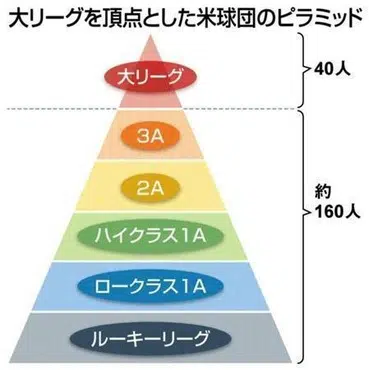 大リーグを頂点とした米球団のピラミッド
大リーグ
40人
3A
2A
約
160人
ハイクラス1A
ロークラス1A
ルーキーリーグ